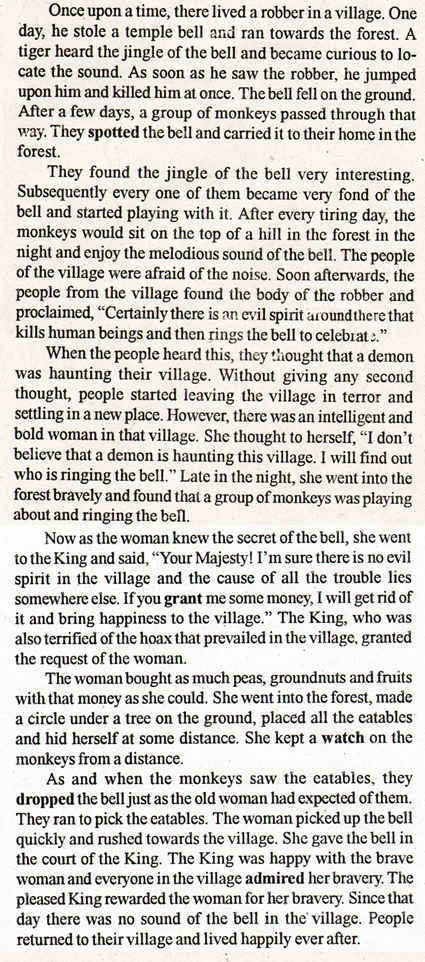 Once upon a time, there lived a robber in a village. One
day, he stole a temple bell and ran towards the forest. A
tiger heard the jingle of the bell and became curious to lo-
cate the sound. As soon as he saw the robber, he jumped
upon him and killed him at once. The bell fell on the ground.
After a few days, a group of monkeys passed through that
way. They spotted the bell and carried it to their home in the
forest.
They found the jingle of the bell very interesting.
Subsequently every one of them became very fond of the
bell and started playing with it. After every tiring day, the
monkeys would sit on the top of a hill in the forest in the
night and enjoy the melodious sound of the bell. The people
of the village were afraid of the noise. Soon afterwards, the
people from the village found the body of the robber and
proclaimed, “Certainly there is an evil spirit around there that
kills human beings and then rings the bell to celebrate.”
When the people heard this, they thought that a demon
was haunting their village. Without giving any second
thought, people started leaving the village in terror and
settling in a new place. However, there was an intelligent and
bold woman in that village. She thought to herself, “I don’t
believe that a demon is haunting this village. I will find out
who is ringing the bell.” Late in the night, she went into the
forest bravely and found that a group of monkeys was playing
about and ringing the bell.
Now as the woman knew the secret of the bell, she went
to the King and said, “Your Majesty! I’m sure there is no evil
spirit in the village and the cause of all the trouble lies
somewhere else. If you grant me some money, I will get rid of
it and bring happiness to the village.” The King, who was
also terrified of the hoax that prevailed in the village, granted
the request of the woman.
The woman bought as much peas, groundnuts and fruits
with that money as she could. She went into the forest, made
a circle under a tree on the ground, placed all the eatables
and hid herself at some distance. She kept a watch on the
monkeys from a distance.
As and when the monkeys saw the eatables, they
dropped the bell just as the old woman had expected of them.
They ran to pick the eatables. The woman picked up the bell
quickly and rushed towards the village. She gave the bell in
the court of the King. The King was happy with the brave
woman and everyone in the village admired her bravery. The
pleased King rewarded the woman for her bravery. Since that
day there was no sound of the bell in the village. People
returned to their village and lived happily ever after.